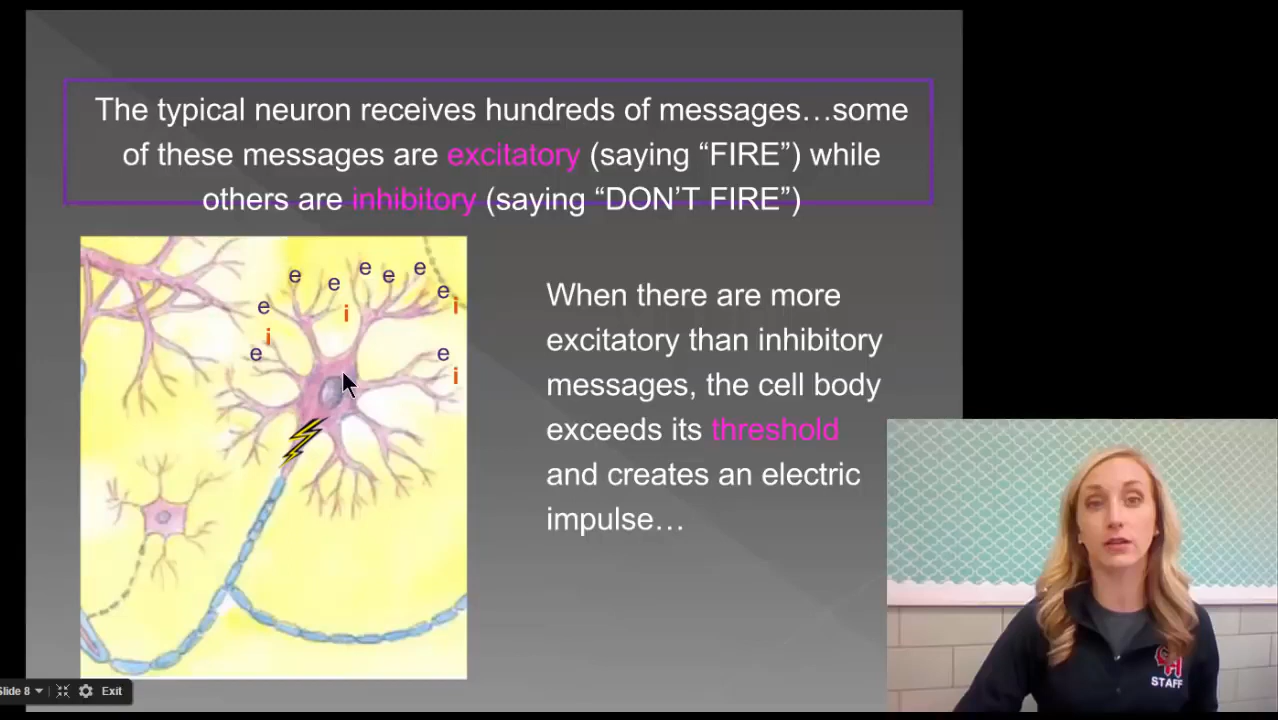 The typical neuron receives hundreds of messages…some
of these messages are excitatory (saying “FIRE”) while
others are inhibitory (saying “DON’T FIRE”)
e e e e e e e
e i i
i
e e
i
When there are more
excitatory than inhibitory
messages, the cell body
exceeds its threshold
and creates an electric
impulse…
CH
STAFF
Slide 8 Exit